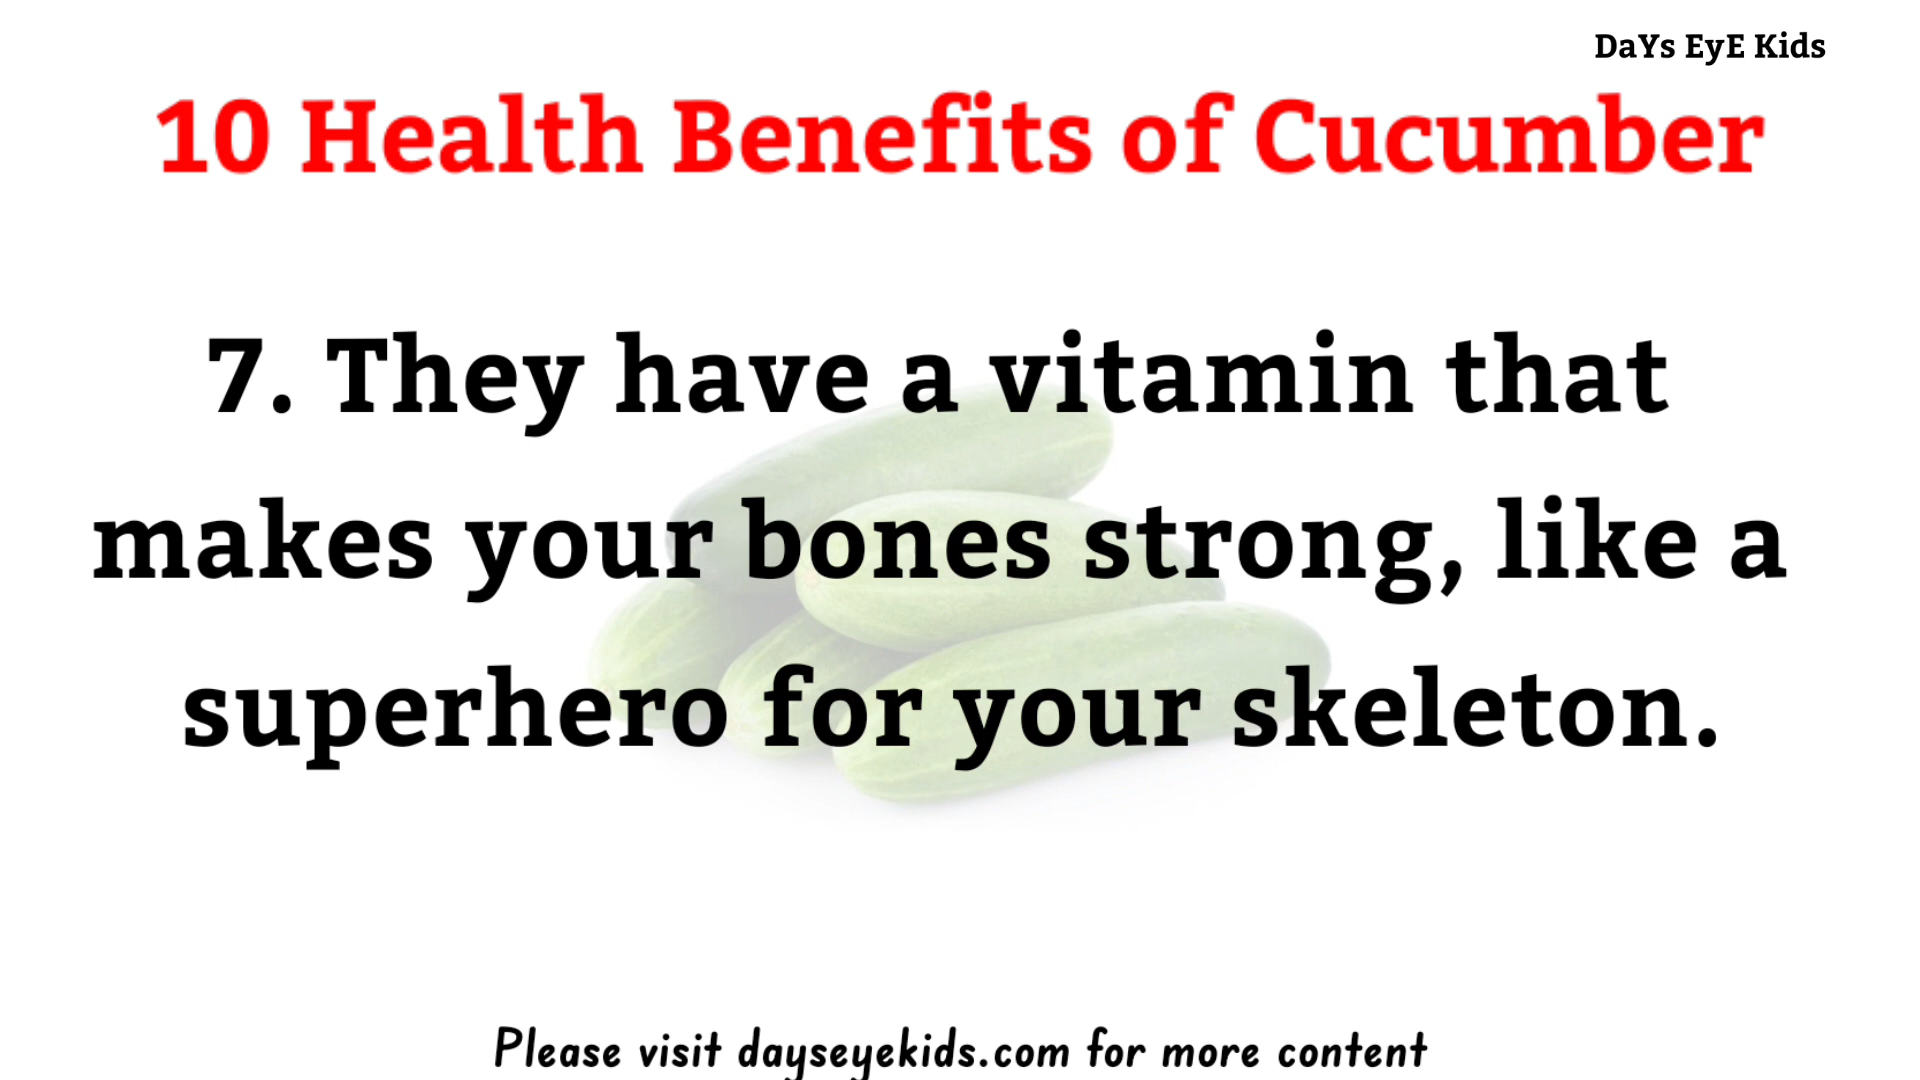 DaYs EyE Kids
10 Health Benefits of Cucumber
7. They have a vitamin that
makes your bones strong, like a
superhero for your skeleton.
Please visit dayseyekids.com for more content